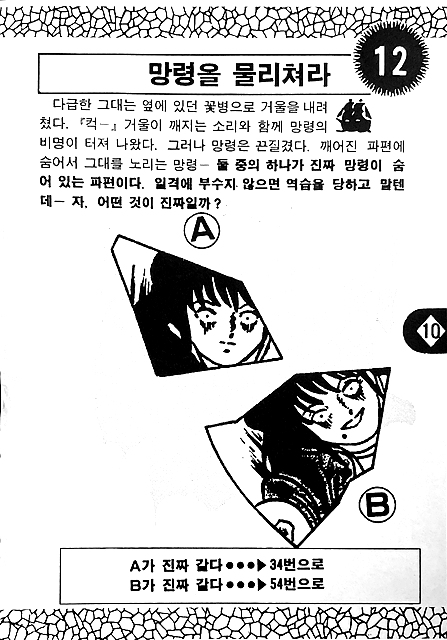 12
망령올 물리쳐라
다급한 그대는 옆에 있던 꽃병으로 거울을 내려
쳤다. 『컥―』 거울이 깨지는 소리와 함께 망령의
비명이 터져 나왔다. 그러나 망령은 끈질겼다. 깨어진 파편에
숨어서 그대를 노리는 망령― 둘 중의 하나가 진짜 망령이 숨
어 있는 파편이다. 일격에 부수지 않으면 역습을 당하고 말텐
데― 자, 어떤 것이 진짜일까?
A
10
B
A가 진짜 같다●●●▶34번으로
B가 진짜 같다●●●▶54번으로